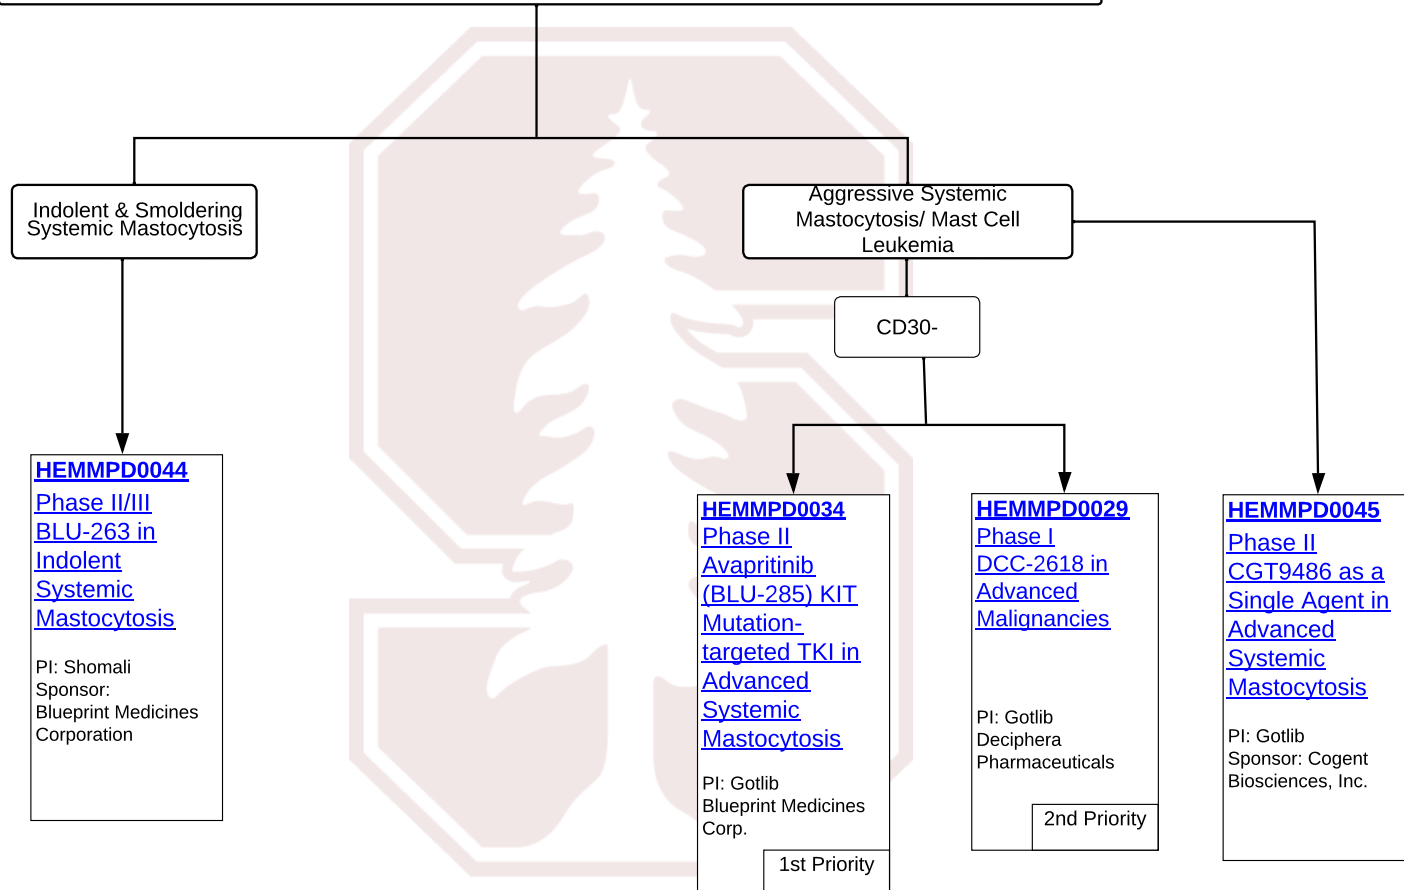 Indolent & Smoldering
Systemic Mastocytosis
Aggressive Systemic
Mastocytosis/ Mast Cell
Leukemia
CD30-
HEMMPD0044
Phase II/III
BLU-263 in
Indolent
Systemic
Mastocytosis
PI: Shomali
Sponsor:
Blueprint Medicines
Corporation
HEMMPD0034
Phase II
Avapritinib
(BLU-285) KIT
Mutation-
targeted TKI in
Advanced
Systemic
Mastocytosis
PI: Gotlib
Blueprint Medicines
Corp.
1st Priority
HEMMPD0029
Phase I
DCC-2618 in
Advanced
Malignancies
PI: Gotlib
Deciphera
Pharmaceuticals
2nd Priority
HEMMPD0045
Phase II
CGT9486 as a
Single Agent in
Advanced
Systemic
Mastocytosis
PI: Gotlib
Sponsor: Cogent
Biosciences, Inc.